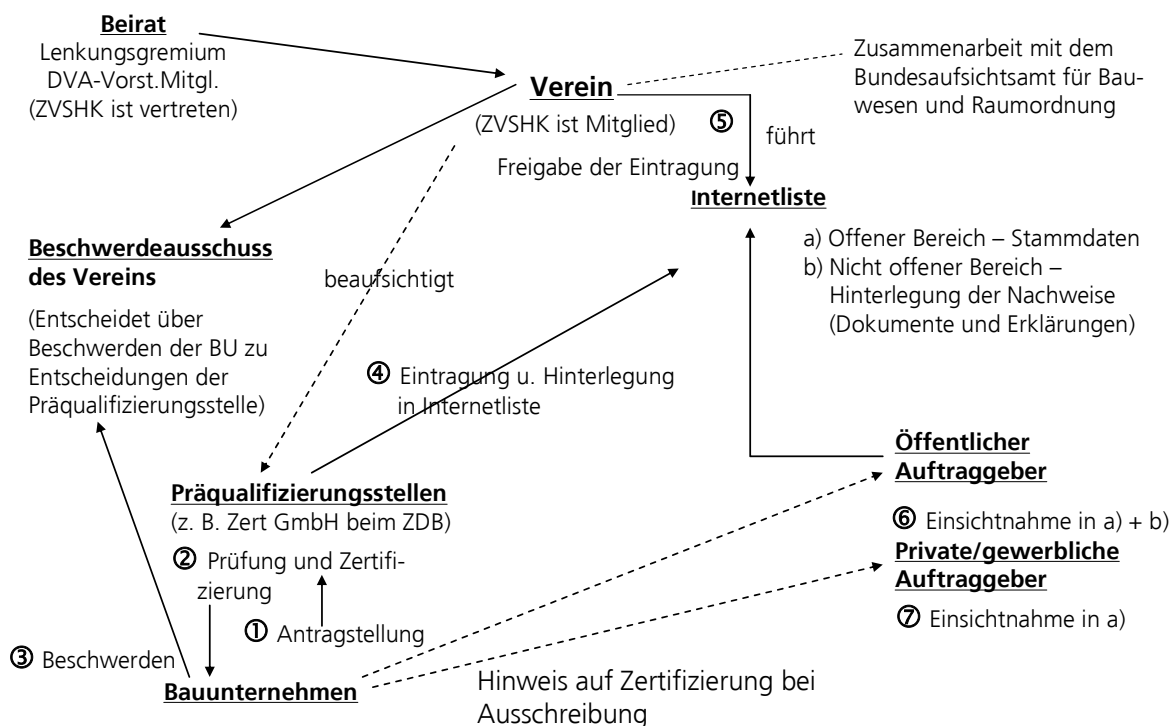 Beirat
Lenkungsgremium
DVA-Vorst.Mitgl.
(ZVSHK ist vertreten)
Verein
(ZVSHK ist Mitglied)
⑤
führt
Freigabe der Eintragung
Zusammenarbeit mit dem
Bundesaufsichtsamt für Bau-
wesen und Raumordnung
Internetliste
a) Offener Bereich – Stammdaten
b) Nicht offener Bereich –
Hinterlegung der Nachweise
(Dokumente und Erklärungen)
Beschwerdeausschuss
des Vereins
(Entscheidet über
Beschwerden der BU zu
Entscheidungen der
Präqualifizierungsstelle)
beaufsichtigt
④ Eintragung u. Hinterlegung
in Internetliste
Präqualifizierungsstellen
(z. B. Zert GmbH beim ZDB)
② Prüfung und Zertifi-
zierung
① Antragstellung
③ Beschwerden
Bauunternehmen
Öffentlicher
Auftraggeber
⑥ Einsichtnahme in a) + b)
Private/gewerbliche
Auftraggeber
⑦ Einsichtnahme in a)
Hinweis auf Zertifizierung bei
Ausschreibung